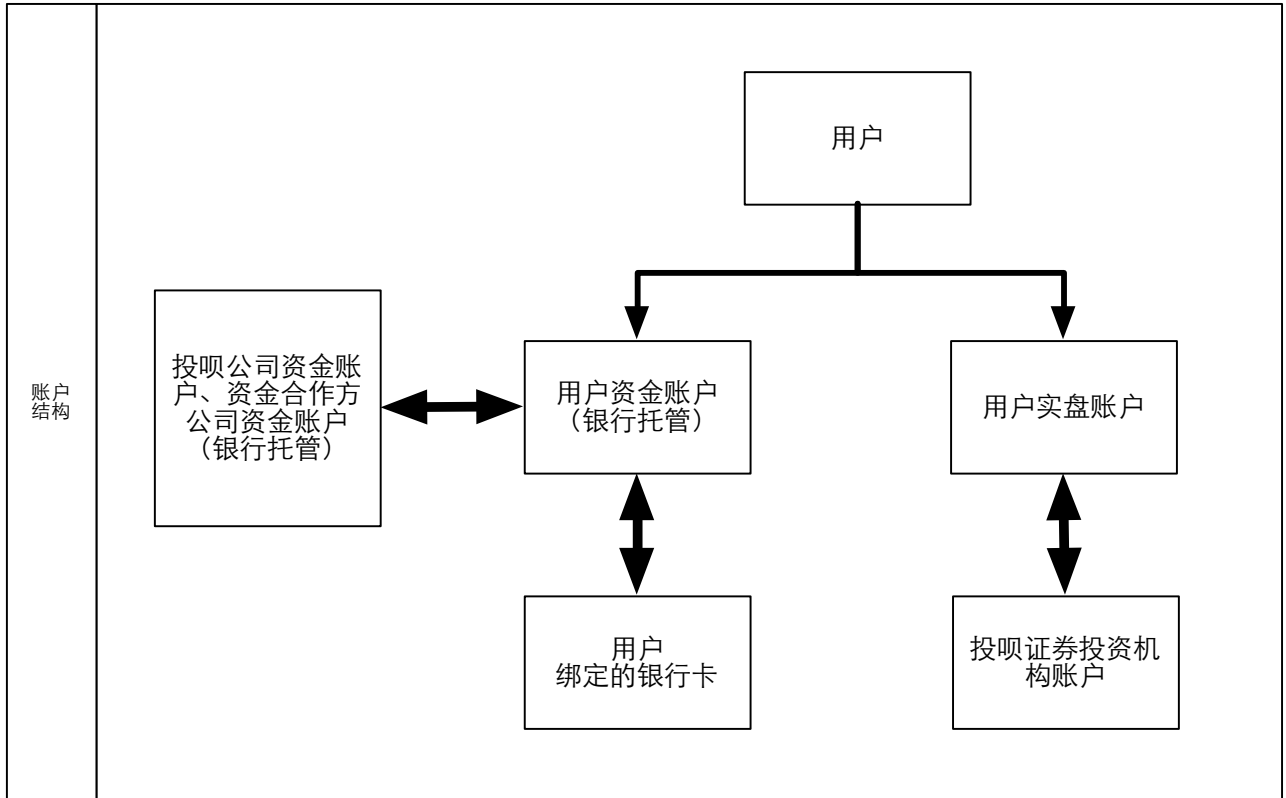 账户
结构
用户
投呗公司资金账
户、资金合作方
公司资金账户
（银行托管）
用户资金账户
（银行托管）
用户实盘账户
用户
绑定的银行卡
投呗证券投资机
构账户